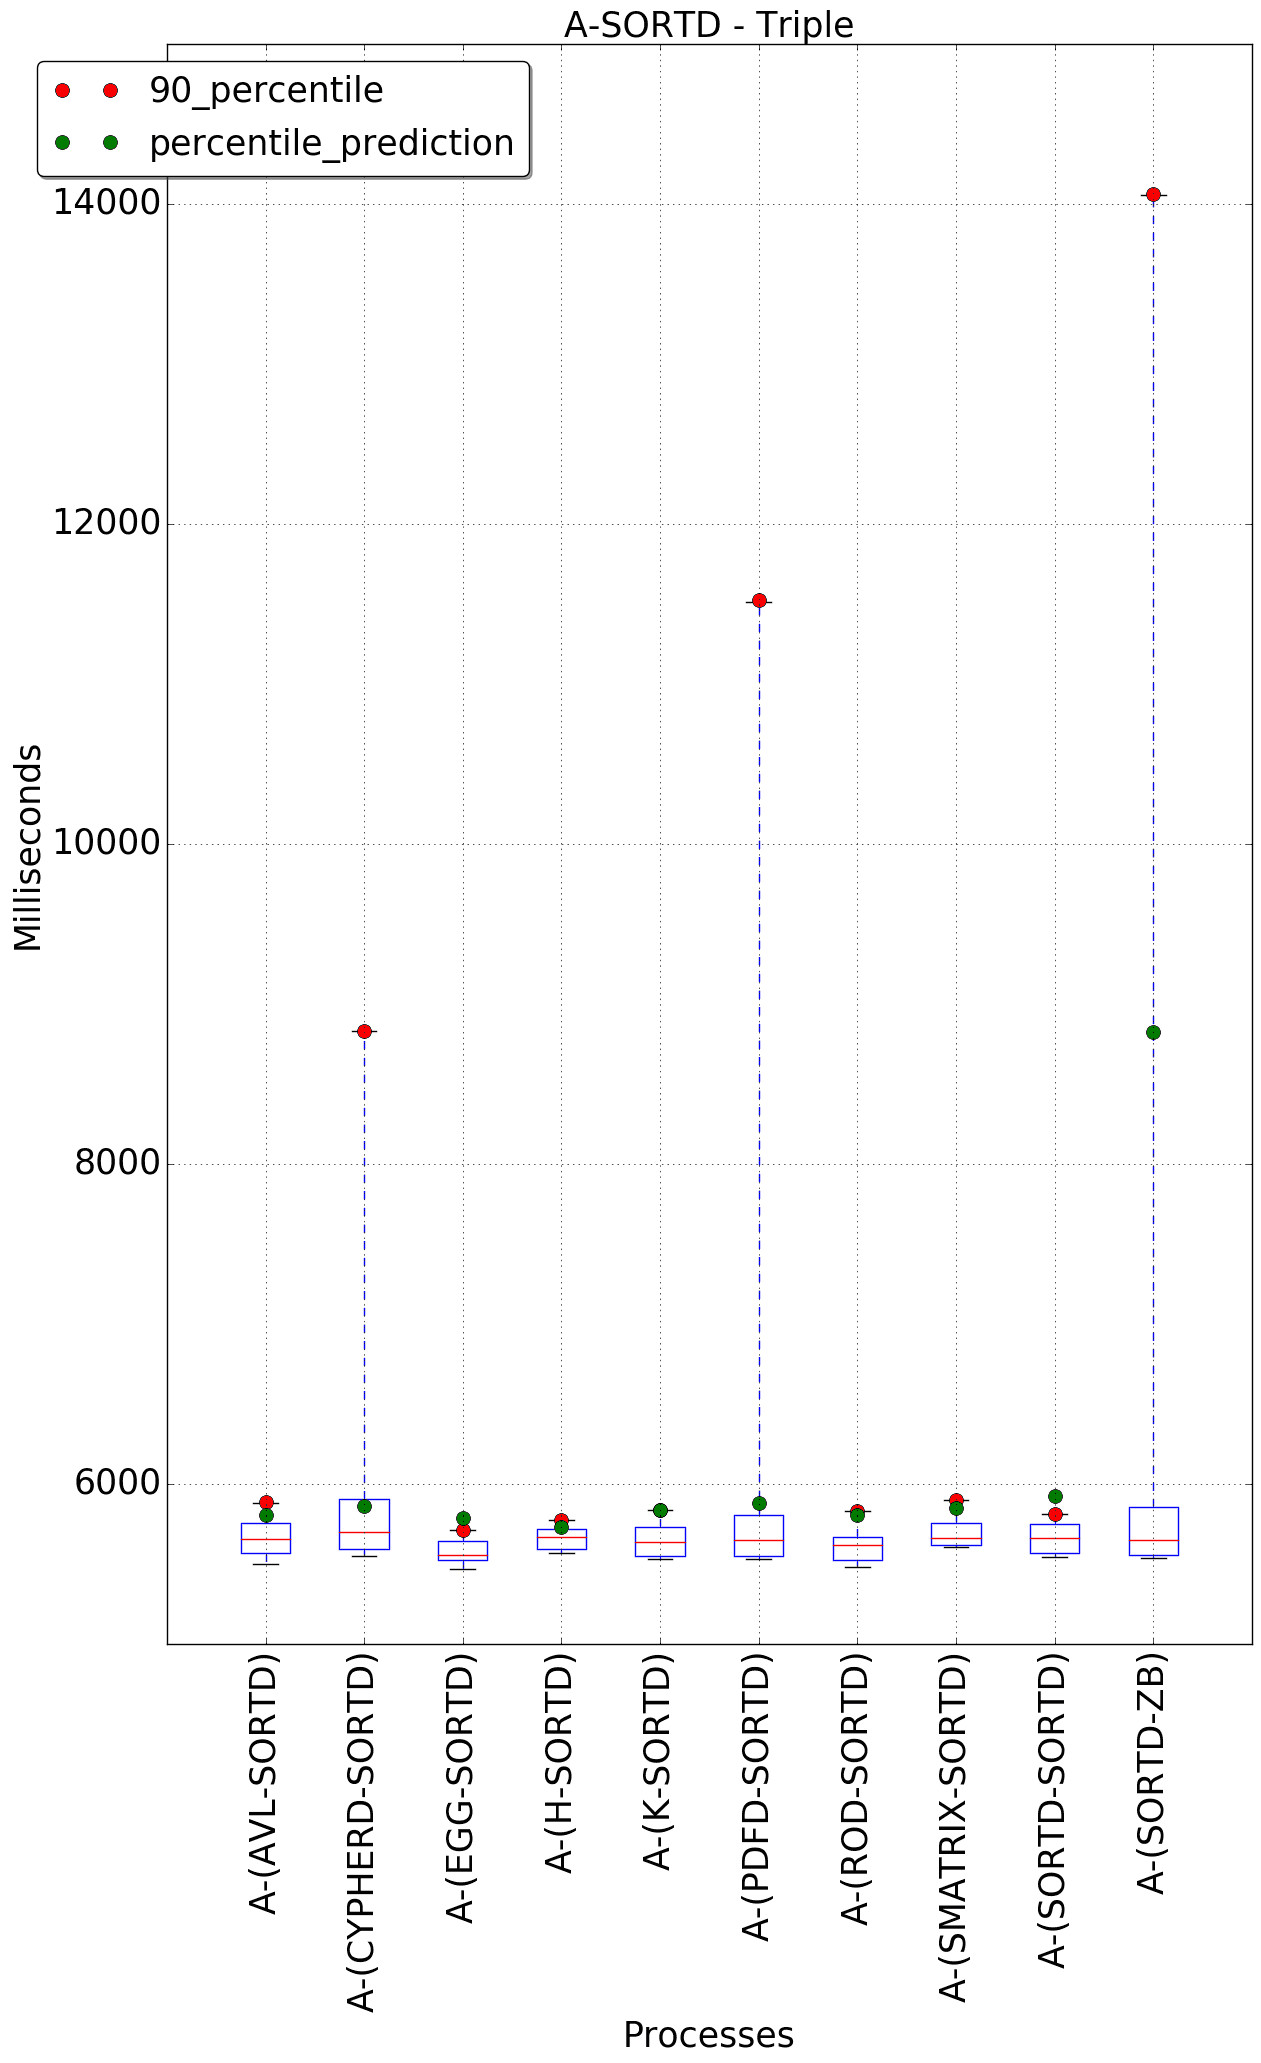 A-SORTD - Triple
90_percentile
percentile_prediction
14000
12000
10000
8000
6000
Milliseconds
A-(AVL-SORTD)
A-(CYPHERD-SORTD)
A-(EGG-SORTD)
A-(H-SORTD)
A-(K-SORTD)
A-(PDFD-SORTD)
A-(ROD-SORTD)
A-(SMATRIX-SORTD)
A-(SORTD-SORTD)
A-(SORTD-ZB)
Processes